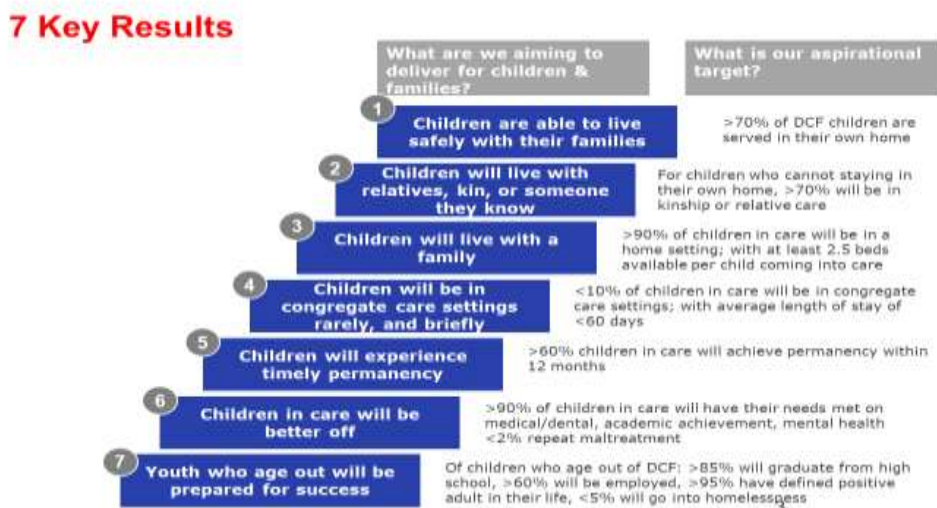 7 Key Results
What are we aiming to
deliver for children &
families?
What is our aspirational
target?
1
Children are able to live
safely with their families
>70% of DCF children are
served in their own home
2
Children will live with
relatives, kin, or someone
they know
For children who cannot staying in
their own home, >70% will be in
kinship or relative care
3
Children will live with a
family
>90% of children in care will be in a
home setting; with at least 2.5 beds
available per child coming into care
4
Children will be in
congregate care settings
rarely, and briefly
<10% of children in care will be in congregate
care settings; with average length of stay of
<60 days
5
Children will experience
timely permanency
>60% children in care will achieve permanency within
12 months
6
Children in care will be
better off
>90% of children in care will have their needs met on
medical/dental, academic achievement, mental health
<2% repeat maltreatment
7
Youth who age out will be
prepared for success
Of children who age out of DCF: >85% will graduate from high
school, >60% will be employed, >95% have defined positive
adult in their life, <5% will go into homelessness